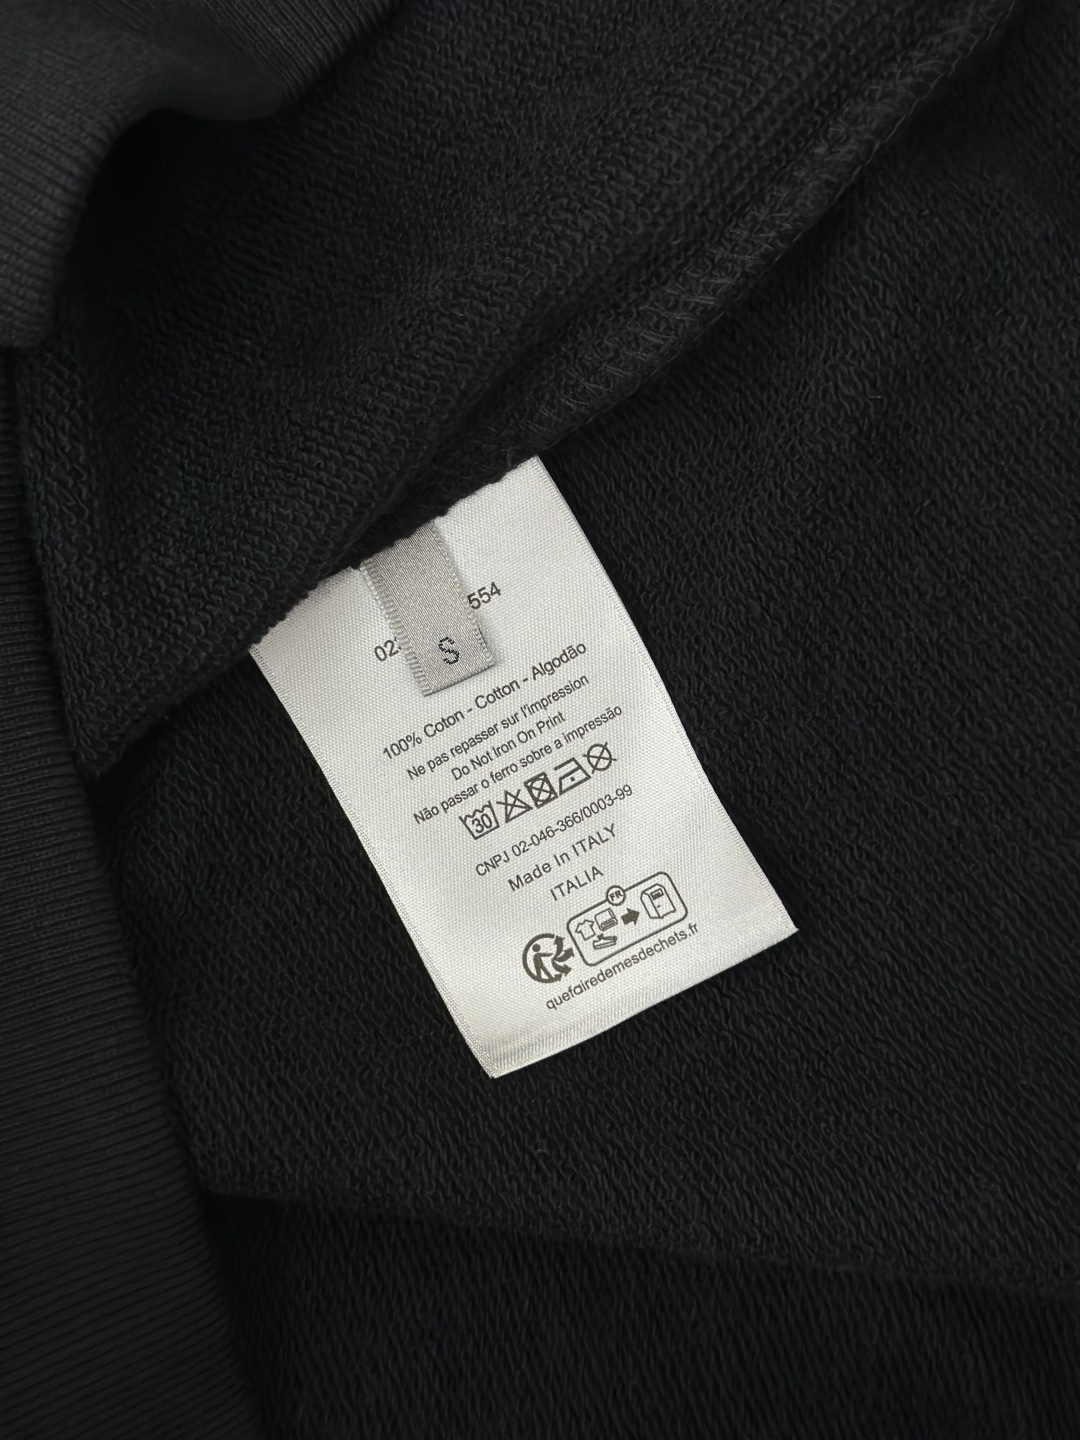 554
S
100% Coton - Cotton - Algodão
Ne pas repasser sur l'impression
Do Not Iron On Print
Não passar o ferro sobre a impressão
30
CNPJ 02-046-366/0003-99
Made In ITALY
ITALIA
FR
quefairedemesdechets.fr